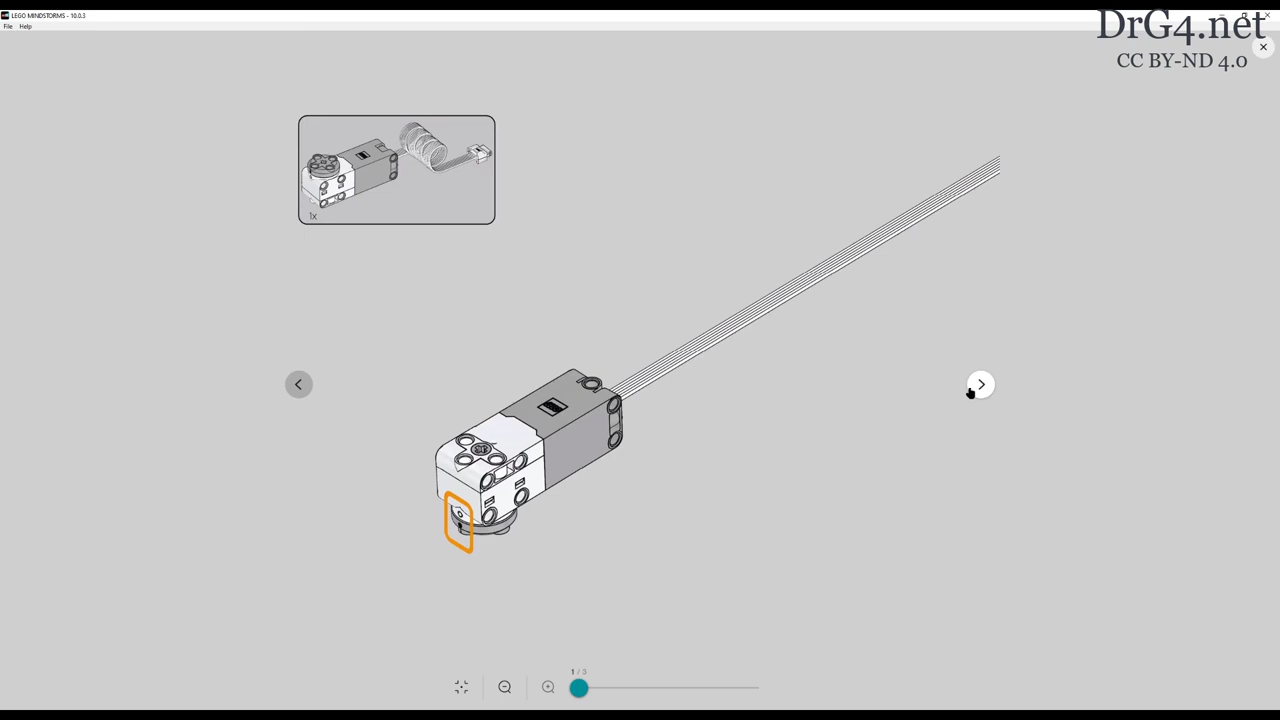 LEGO MINDSTORMS - 10.0.3
File Help
DrG4.net
CC BY-ND 4.0
1x
1 / 3